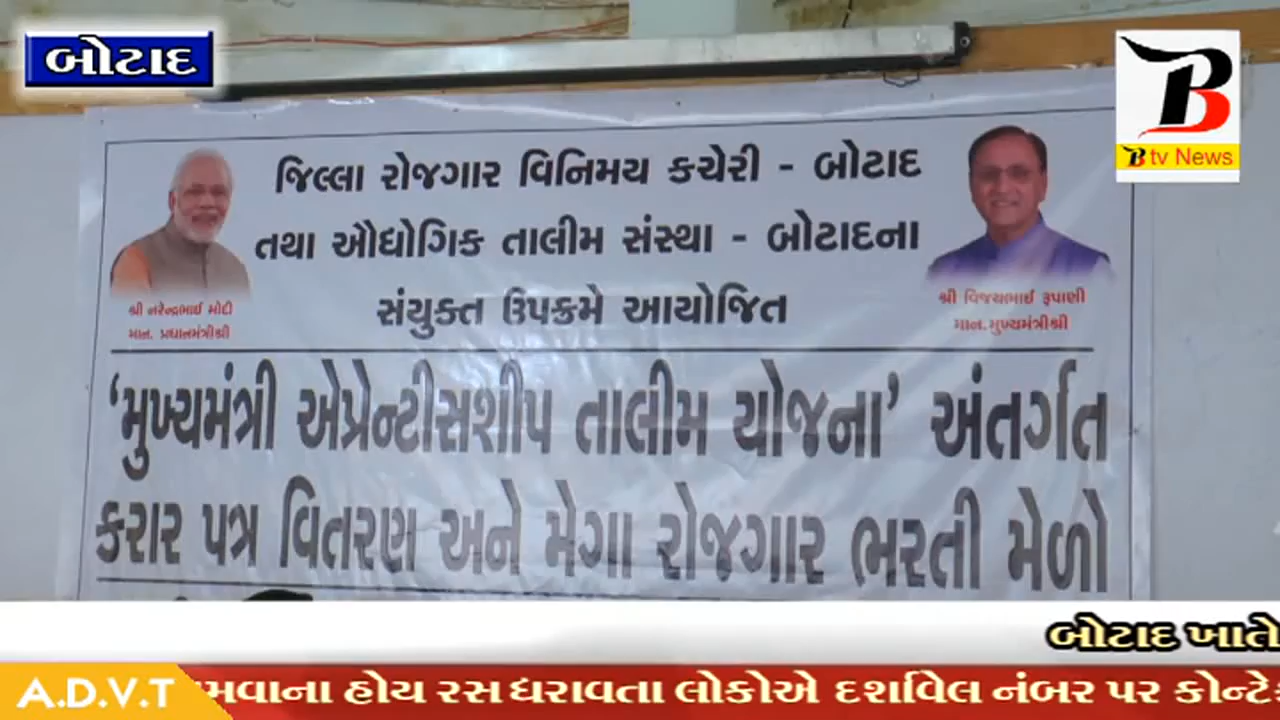 બોટાદ
B
B tv News
જિલ્લા રોજગાર વિનિમય કચેરી - બોટાદ
તથા ઔદ્યોગિક તાલીમ સંસ્થા - બોટાદના
સંયુક્ત ઉપક્રમે આયોજિત
શ્રી નરેન્દ્રભાઈ મોદી
માન. પ્રધાનમંત્રીશ્રી
શ્રી વિજયભાઈ રૂપાણી
માન. મુખ્યમંત્રીશ્રી
‘મુખ્યમંત્રી એપ્રેન્ટીસશીપ તાલીમ યોજના’ અંતર્ગત
કરાર પત્ર વિતરણ અને મેગા રોજગાર ભરતી મેળો
બોટાદ ખાતે
A.D.V.T મવાના હોય રસ ધરાવતા લોકોએ દર્શાવેલ નંબર પર